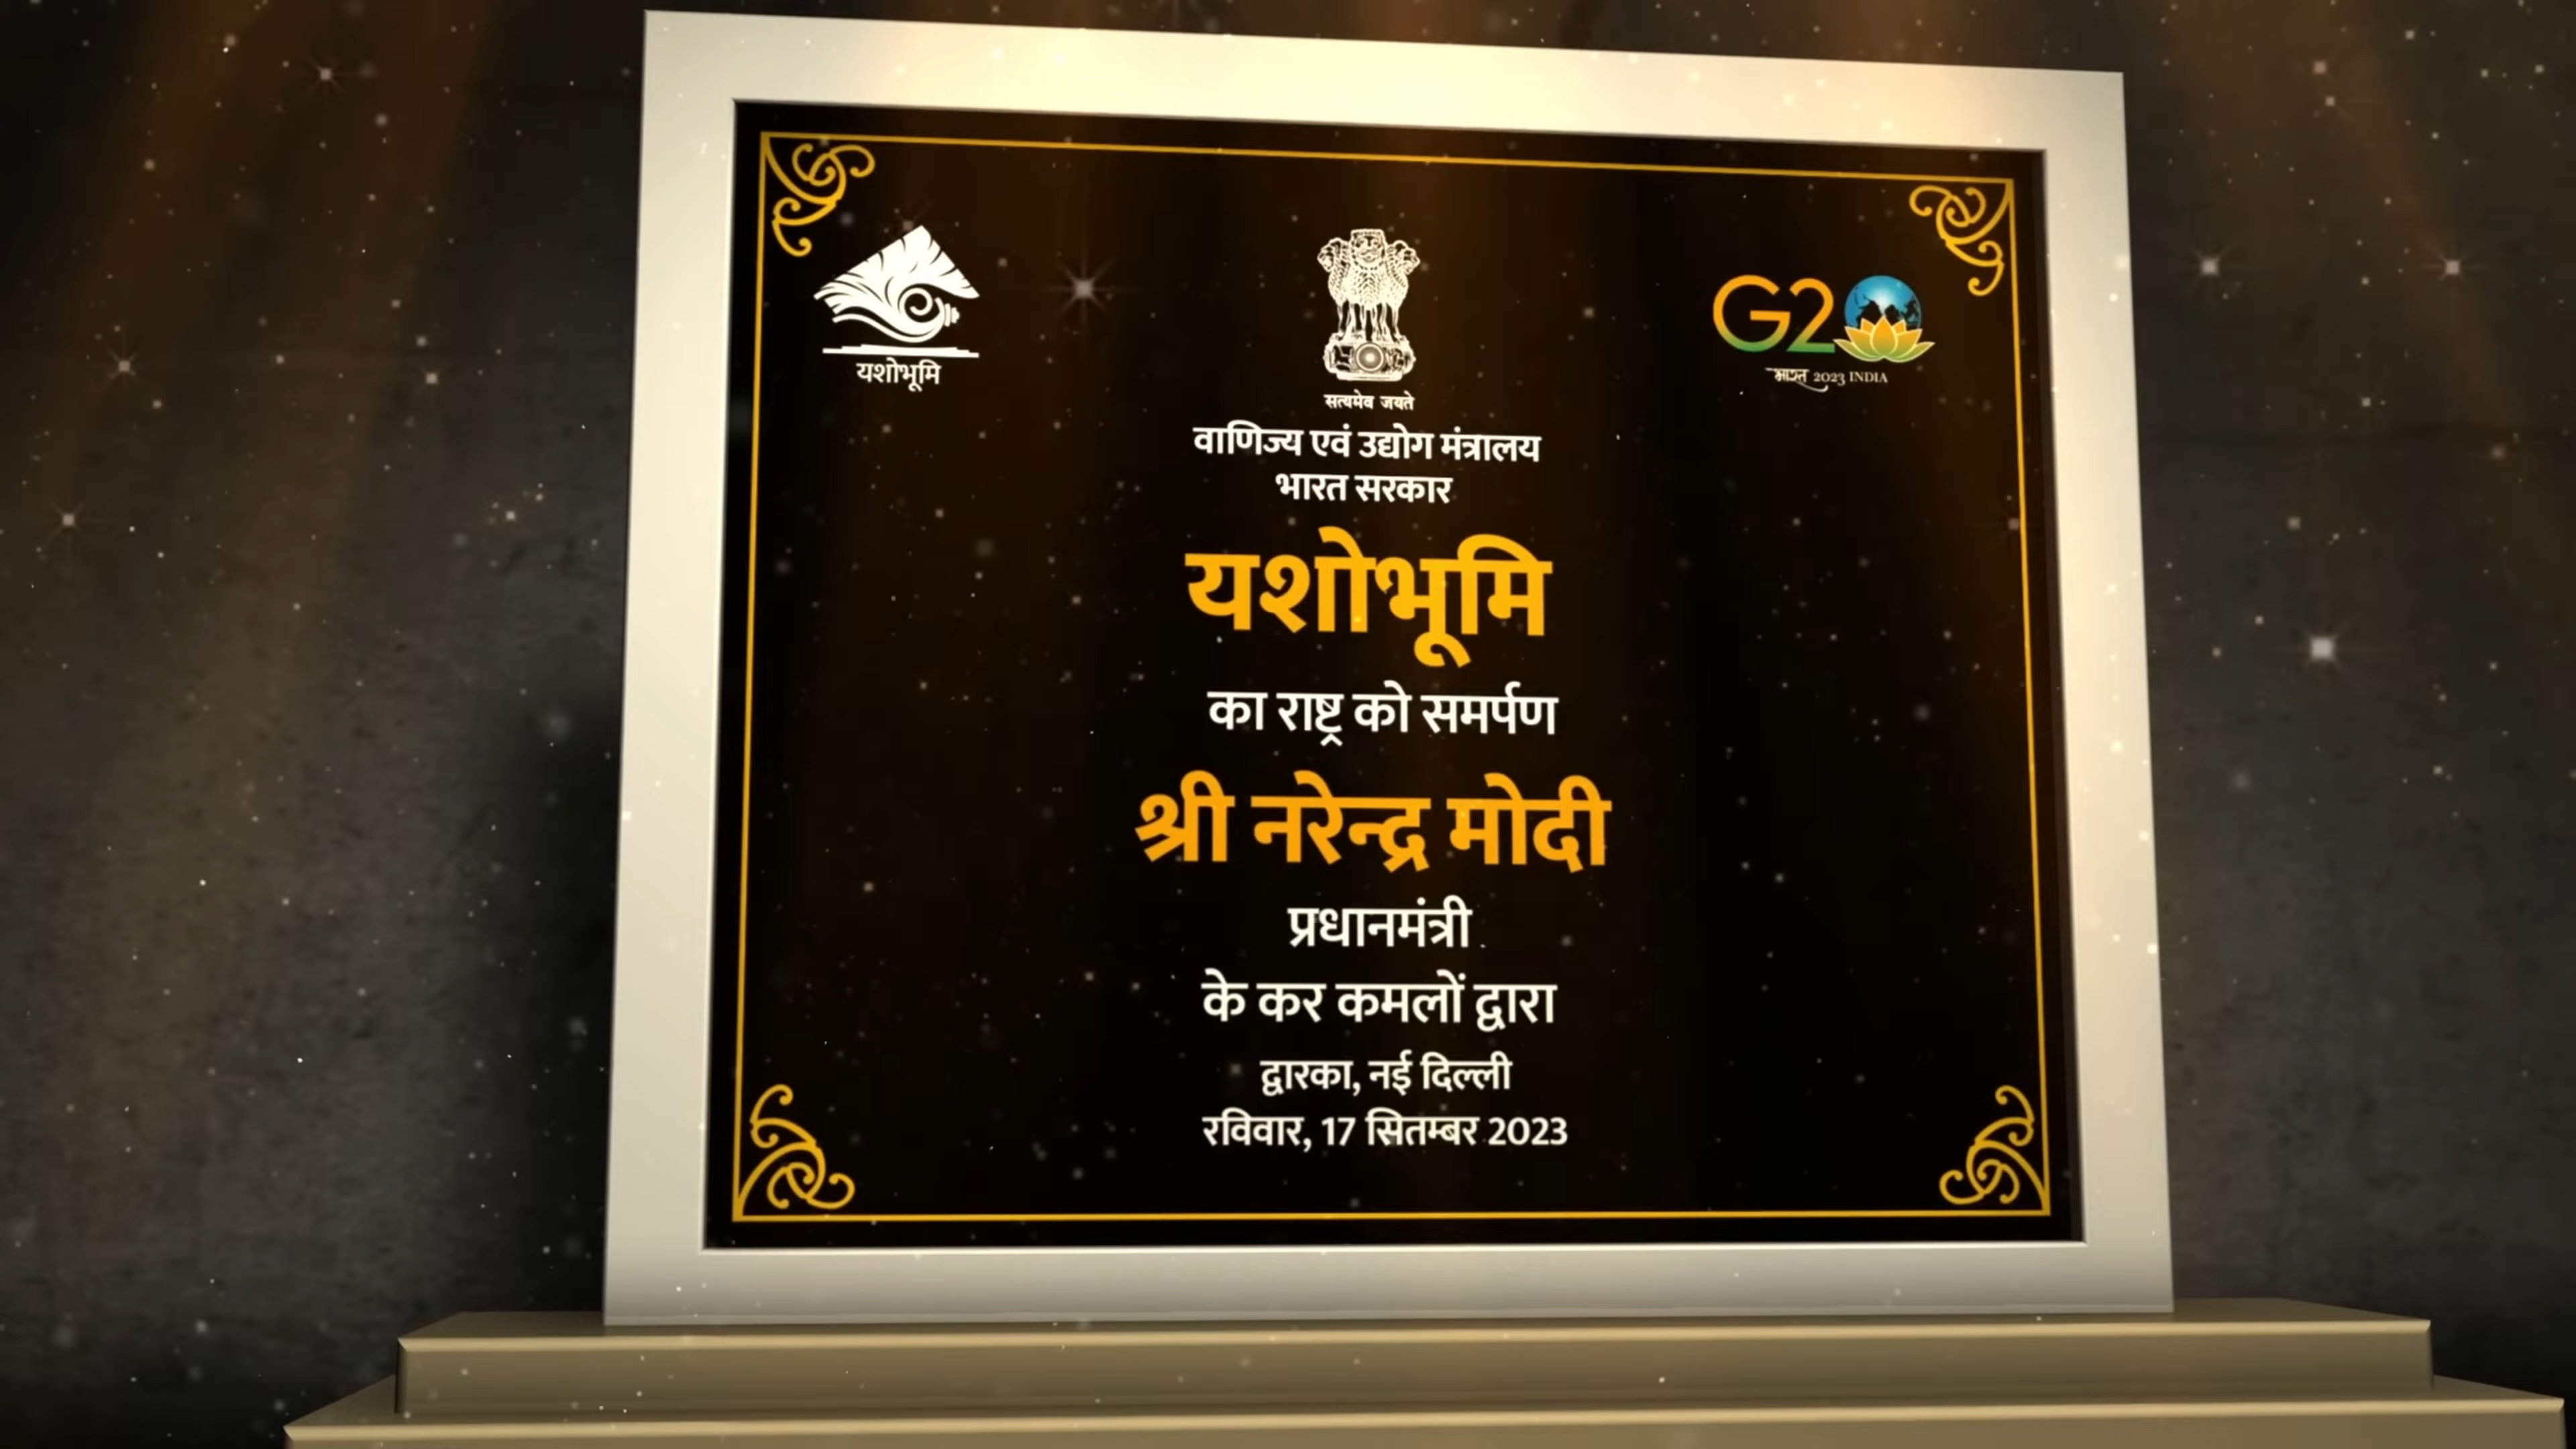 यशोभूमि
सत्यमेव जयते
G20
भारत 2023 INDIA
वाणिज्य एवं उद्योग मंत्रालय
भारत सरकार
यशोभूमि
का राष्ट्र को समर्पण
श्री नरेन्द्र मोदी
प्रधानमंत्री
के कर कमलों द्वारा
द्वारका, नई दिल्ली
रविवार, 17 सितम्बर 2023